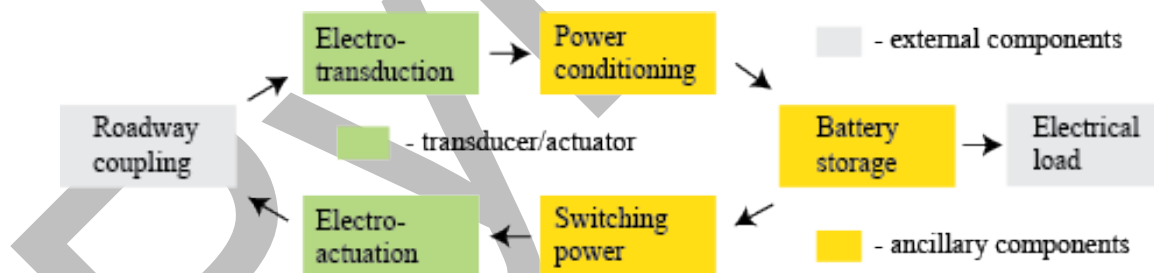 Electro-
transduction
Power
conditioning
- external components
Roadway
coupling
- transducer/actuator
Battery
storage
Electrical
load
Electro-
actuation
Switching
power
- ancillary components